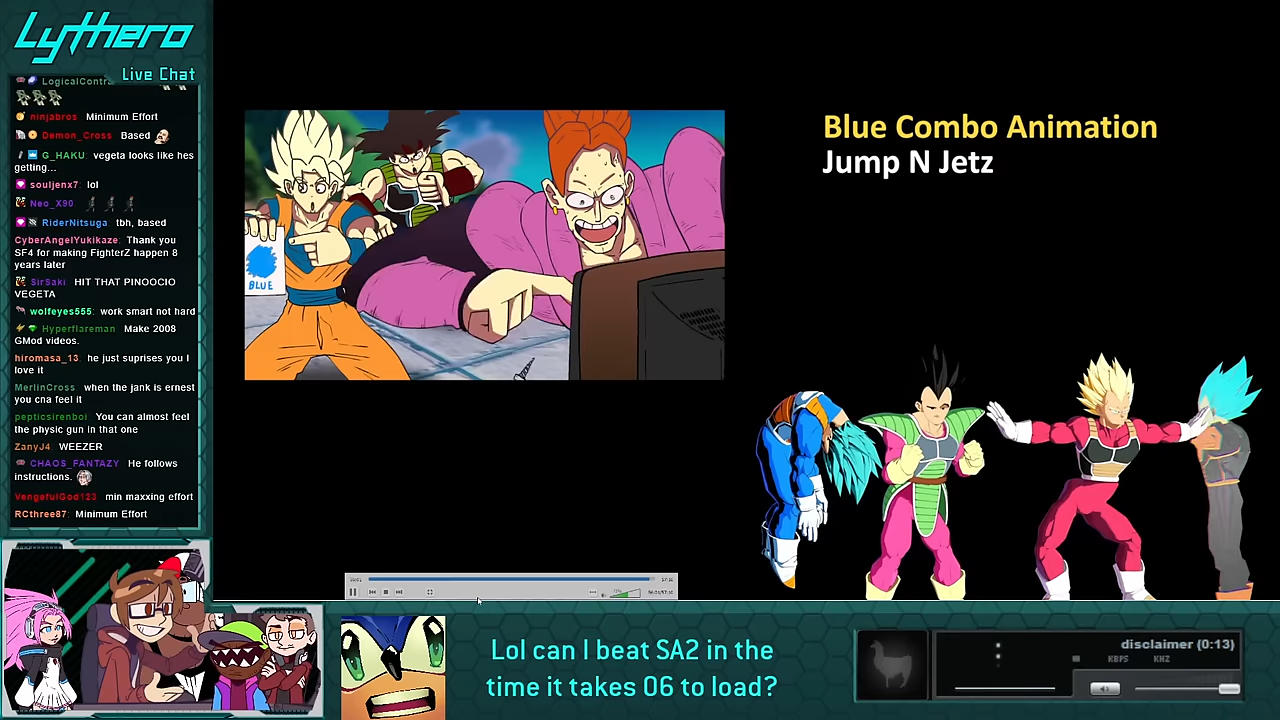 Lythero
Live Chat
LogicalContra
ninjabros Minimum Effort
Demon_Cross Based
G_HAKU: vegeta looks like hes
getting...
souljenx7: lol
Neo_X90
RiderNitsuga tbh, based
CyberAngelYukikaze: Thank you
SF4 for making FighterZ happen 8
years later
SirSaki HIT THAT PINOOCIO
VEGETA
wolfeyes555: work smart not hard
Hyperflareman Make 2008
GMod videos.
hiromasa_13: he just suprises you I
love it
MerlinCross when the jank is ernest
you cna feel it
pepticsirenboi You can almost feel
the physic gun in that one
ZanyJ4 WEEZER
CHAOS_FANTAZY He follows
instructions.
VengefulGod123 min maxxing effort
RCthree87: Minimum Effort
BLUE
Blue Combo Animation
Jump N Jetz
Lol can I beat SA2 in the
time it takes 06 to load?
disclaimer (0:13)
KBPS KHZ